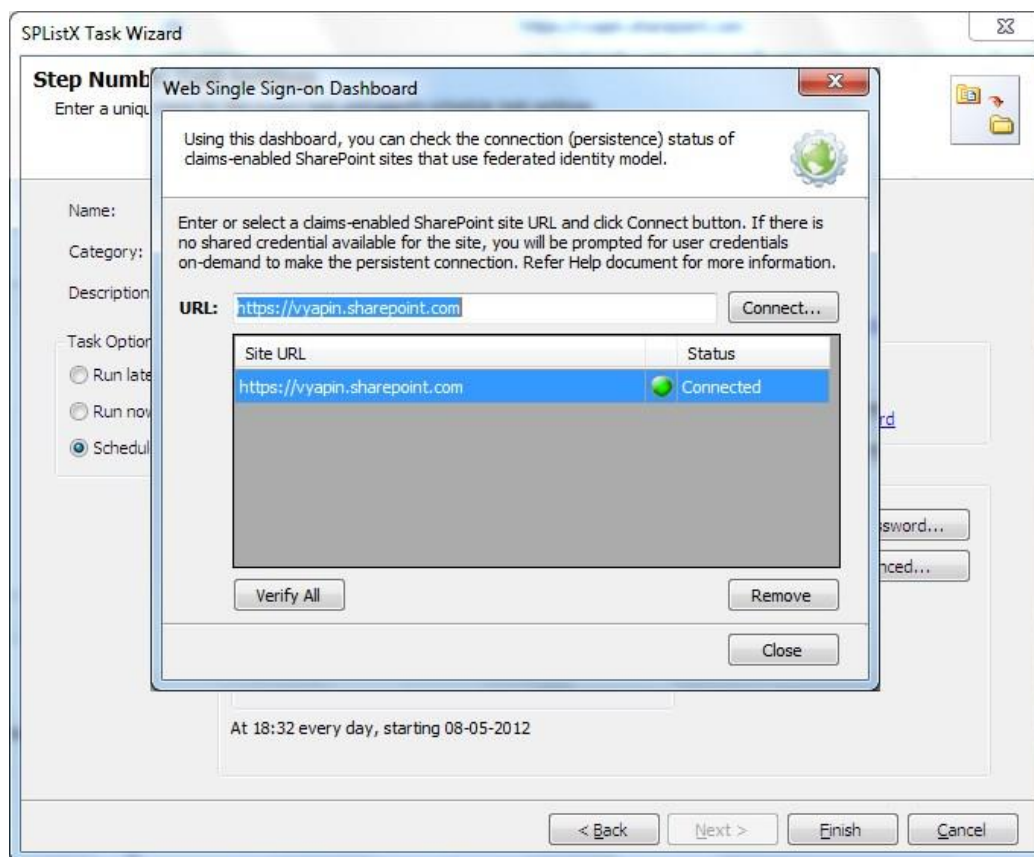 SPListX Task Wizard
Step Numb
Enter a uniqu
Web Single Sign-on Dashboard
Using this dashboard, you can check the connection (persistence) status of
claims-enabled SharePoint sites that use federated identity model.
Name:
Category:
Description
Enter or select a claims-enabled SharePoint site URL and click Connect button. If there is
no shared credential available for the site, you will be prompted for user credentials
on-demand to make the persistent connection. Refer Help document for more information.
URL: https://vyapin.sharepoint.com Connect...
Task Option
Run late
Run now
Schedul
Site URL Status
https://vyapin.sharepoint.com Connected
rd
ssword...
nced...
Verify All Remove
Close
At 18:32 every day, starting 08-05-2012
< Back Next > Finish Cancel